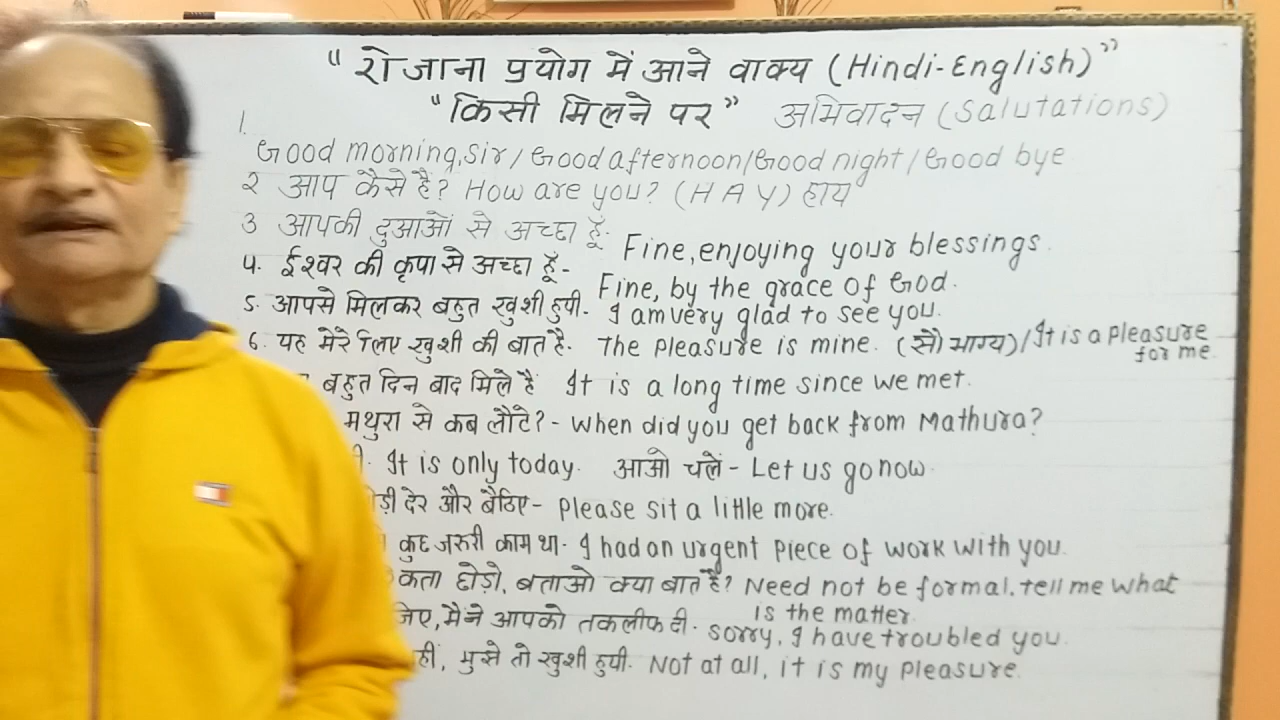 "रोजाना प्रयोग में आने वाक्य (Hindi-English)"
"किसी मिलने पर" अभिवादन (Salutations)
1.
Good morning, sir / Good afternoon / Good night / Good bye
२ आप कैसे हैं? How are you? (H A Y) हाय
3 आपकी दुआओं से अच्छा हूँ. Fine, enjoying your blessings.
४. ईश्वर की कृपा से अच्छा हूँ - Fine, by the grace of God.
5. आपसे मिलकर बहुत खुशी हुयी. I am very glad to see you.
6. यह मेरे लिए खुशी की बात है. The pleasure is mine. (सौभाग्य) / It is a pleasure
for me.
बहुत दिन बाद मिले हैं It is a long time since we met.
मथुरा से कब लौटे? - When did you get back from Mathura?
It is only today. आओ चलें - Let us go now.
देर और बैठिए - Please sit a little more.
कुछ जरुरी काम था - I had an urgent piece of work with you.
छोड़ो, बताओ क्या बात है? Need not be formal. tell me what
is the matter.
मैंने आपको तकलीफ दी. Sorry, I have troubled you.
मुझे तो खुशी हुयी. Not at all, it is my pleasure.